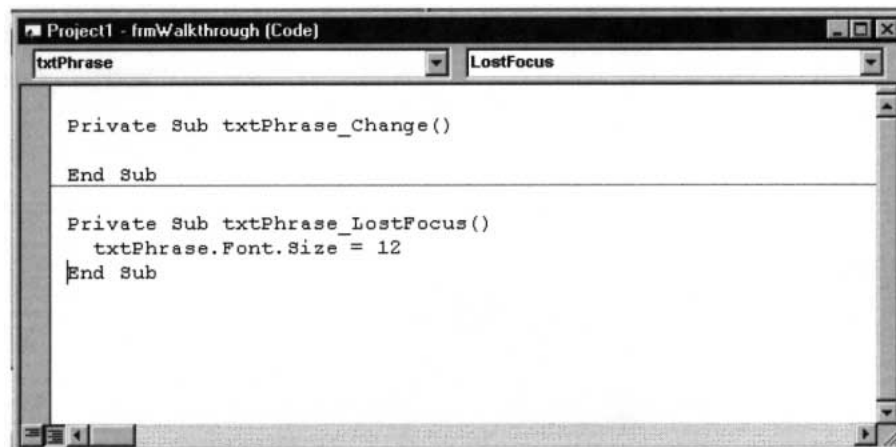 Project1 - frmWalkthrough (Code)
txtPhrase
LostFocus
Private Sub txtPhrase_Change()
End Sub
Private Sub txtPhrase_LostFocus()
txtPhrase.Font.Size = 12
End Sub